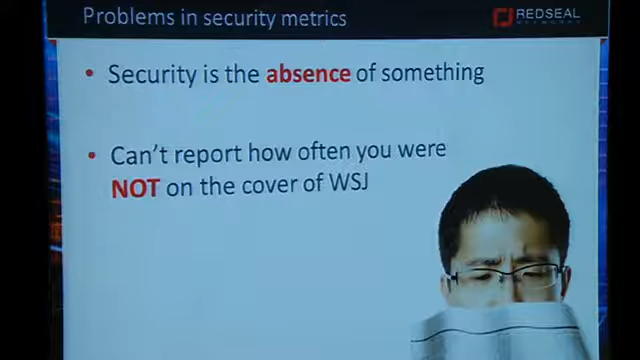 Problems in security metrics
REDSEAL
NETWORKS
• Security is the absence of something
• Can't report how often you were
NOT on the cover of WSJ